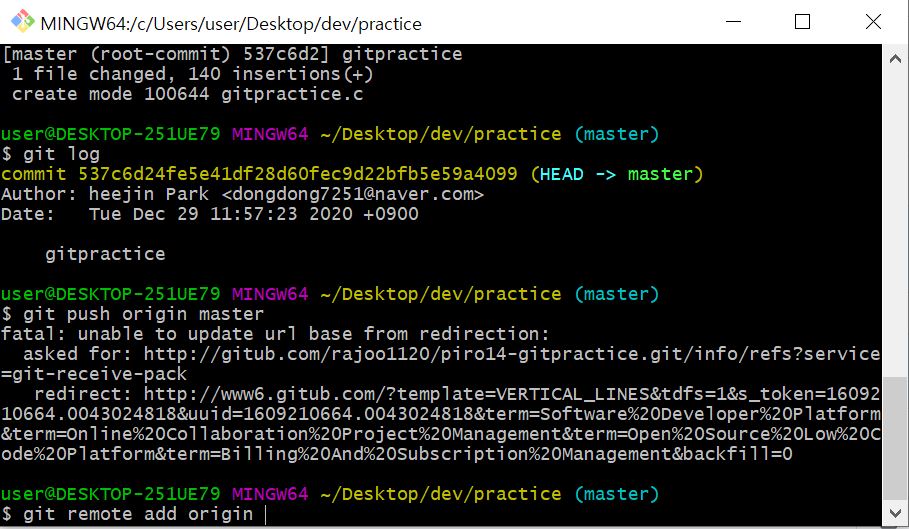 MINGW64:/c/Users/user/Desktop/dev/practice
[master (root-commit) 537c6d2] gitpractice
 1 file changed, 140 insertions(+)
 create mode 100644 gitpractice.c
user@DESKTOP-251UE79 MINGW64 ~/Desktop/dev/practice (master)
$ git log
commit 537c6d24fe5e41df28d60fec9d22bfb5e59a4099 (HEAD -> master)
Author: heejin Park <dongdong7251@naver.com>
Date:   Tue Dec 29 11:57:23 2020 +0900
    gitpractice
user@DESKTOP-251UE79 MINGW64 ~/Desktop/dev/practice (master)
$ git push origin master
fatal: unable to update url base from redirection:
  asked for: http://gitub.com/rajoo1120/piro14-gitpractice.git/info/refs?service
=git-receive-pack
   redirect: http://www6.gitub.com/?template=VERTICAL_LINES&tdfs=1&s_token=16092
10664.0043024818&uuid=1609210664.0043024818&term=Software%20Developer%20Platform
&term=Online%20Collaboration%20Project%20Management&term=Open%20Source%20Low%20C
ode%20Platform&term=Billing%20And%20Subscription%20Management&backfill=0
user@DESKTOP-251UE79 MINGW64 ~/Desktop/dev/practice (master)
$ git remote add origin